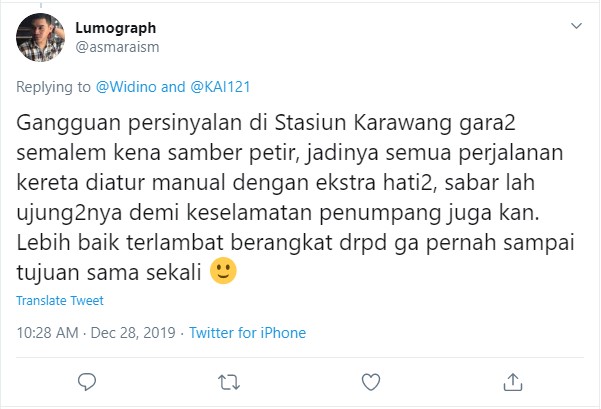 Lumograph
@asmaraism
Replying to @Widino and @KAI121
Gangguan persinyalan di Stasiun Karawang gara2
semalem kena samber petir, jadinya semua perjalanan
kereta diatur manual dengan ekstra hati2, sabar lah
ujung2nya demi keselamatan penumpang juga kan.
Lebih baik terlambat berangkat drpd ga pernah sampai
tujuan sama sekali 🙂
Translate Tweet
10:28 AM · Dec 28, 2019 · Twitter for iPhone